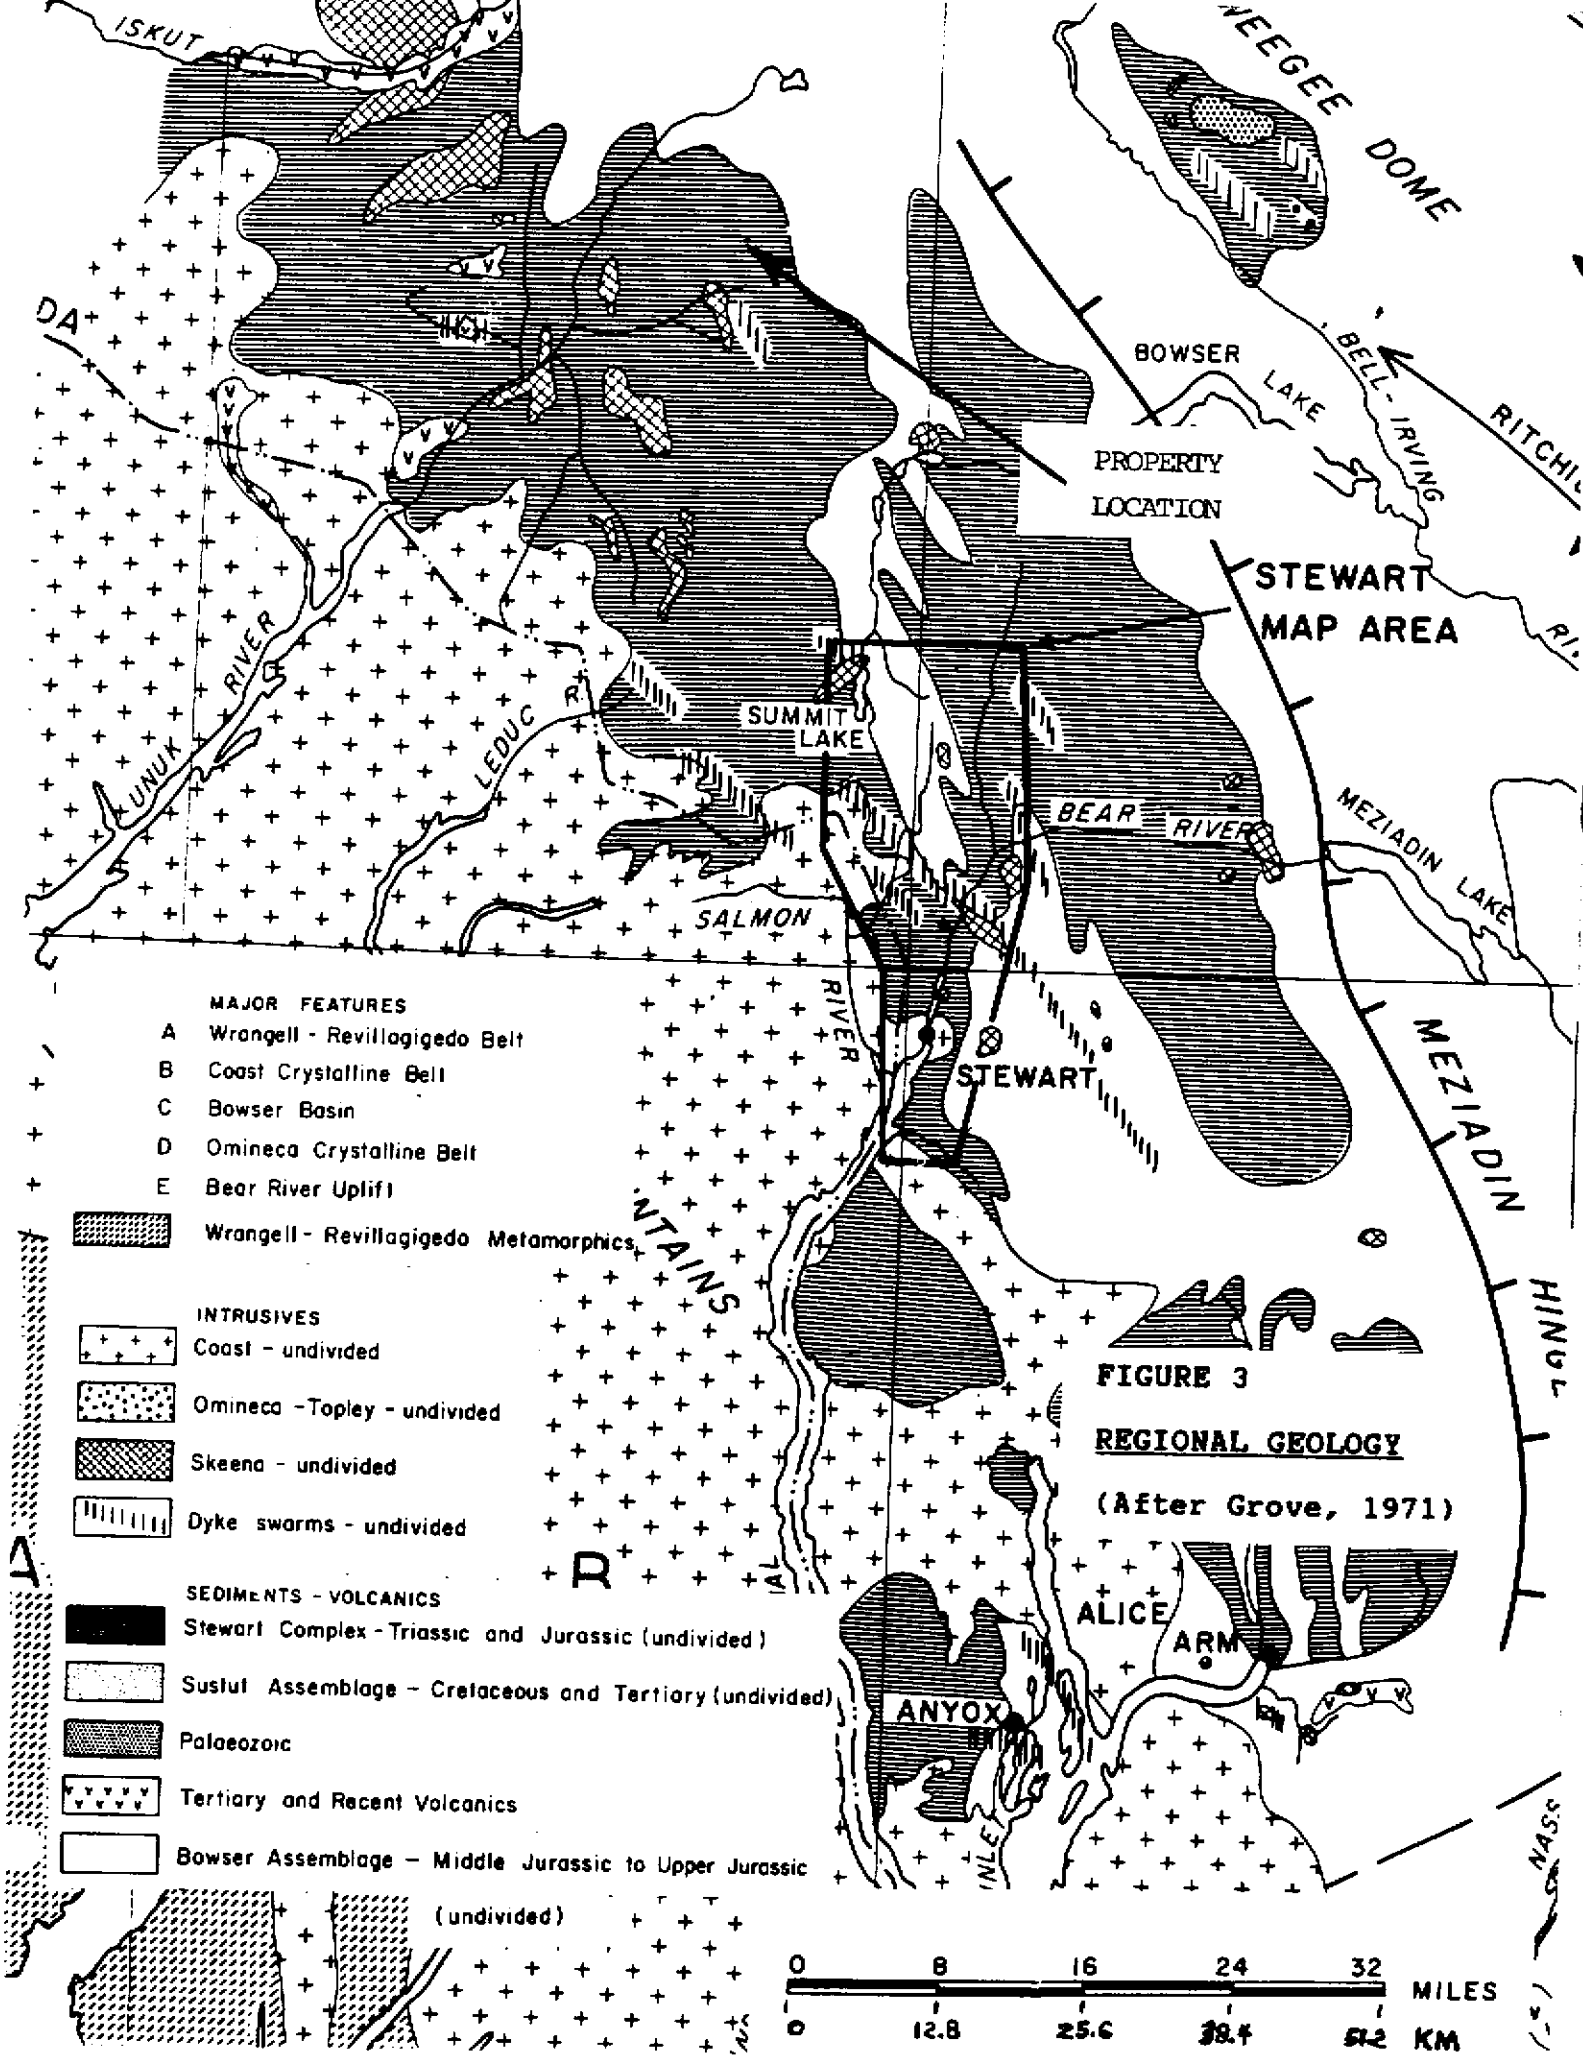 ISKUT
WEEGEE DOME
DA
BOWSER
LAKE
BELL - IRVING
PROPERTY
LOCATION
STEWART
MAP AREA
UNUK RIVER
LEDUC R.
SUMMIT
LAKE
BEAR RIVER
MEZIADIN LAKE
SALMON
RIVER
STEWART
MEZIADIN
MAJOR FEATURES
A Wrangell - Revillagigedo Belt
B Coast Crystalline Belt
C Bowser Basin
D Omineca Crystalline Belt
E Bear River Uplift
Wrangell - Revillagigedo Metamorphics
NTAINS
INTRUSIVES
Coast - undivided
Omineca - Topley - undivided
Skeena - undivided
Dyke swarms - undivided
A
SEDIMENTS - VOLCANICS
Stewart Complex - Triassic and Jurassic (undivided)
Sustut Assemblage - Cretaceous and Tertiary (undivided)
Palaeozoic
Tertiary and Recent Volcanics
Bowser Assemblage - Middle Jurassic to Upper Jurassic
(undivided)
FIGURE 3
REGIONAL GEOLOGY
(After Grove, 1971)
ALICE
ARM
ANYOX
INLET
NASS
0 8 16 24 32 MILES
0 12.8 25.6 38.4 51.2 KM